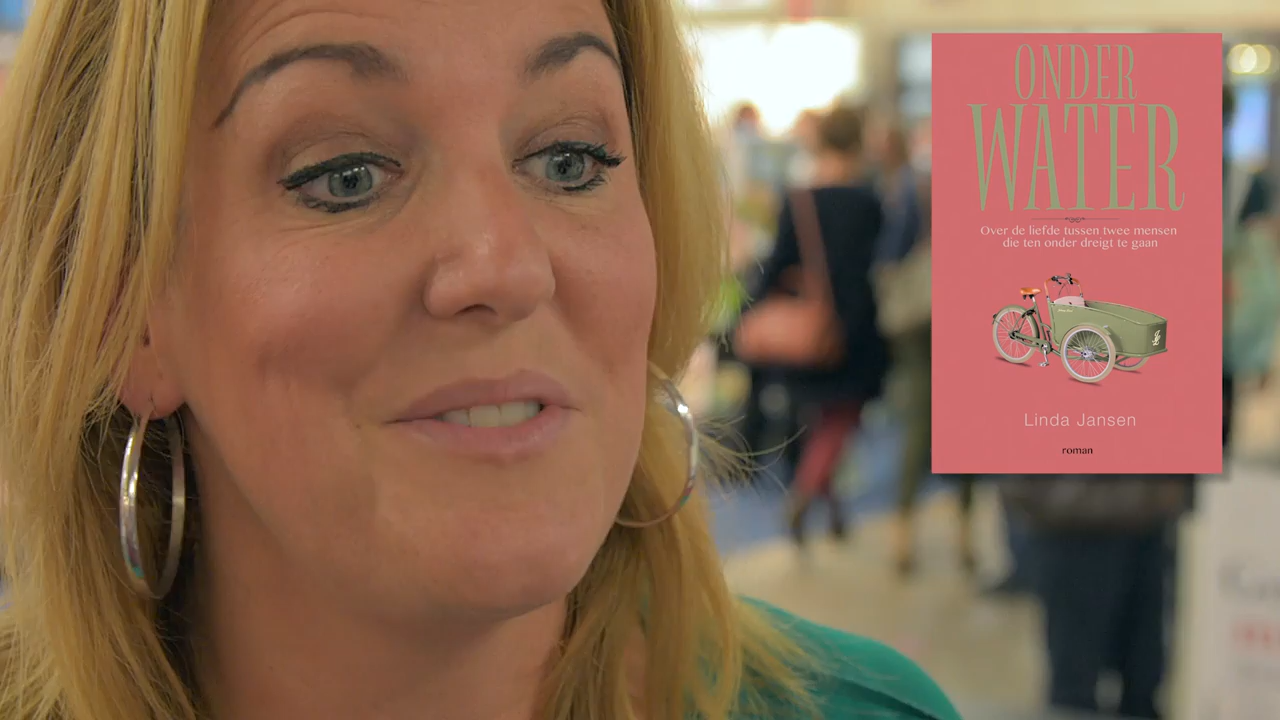 ONDER
WATER
Over de liefde tussen twee mensen
die ten onder dreigt te gaan
Linda Jansen
roman